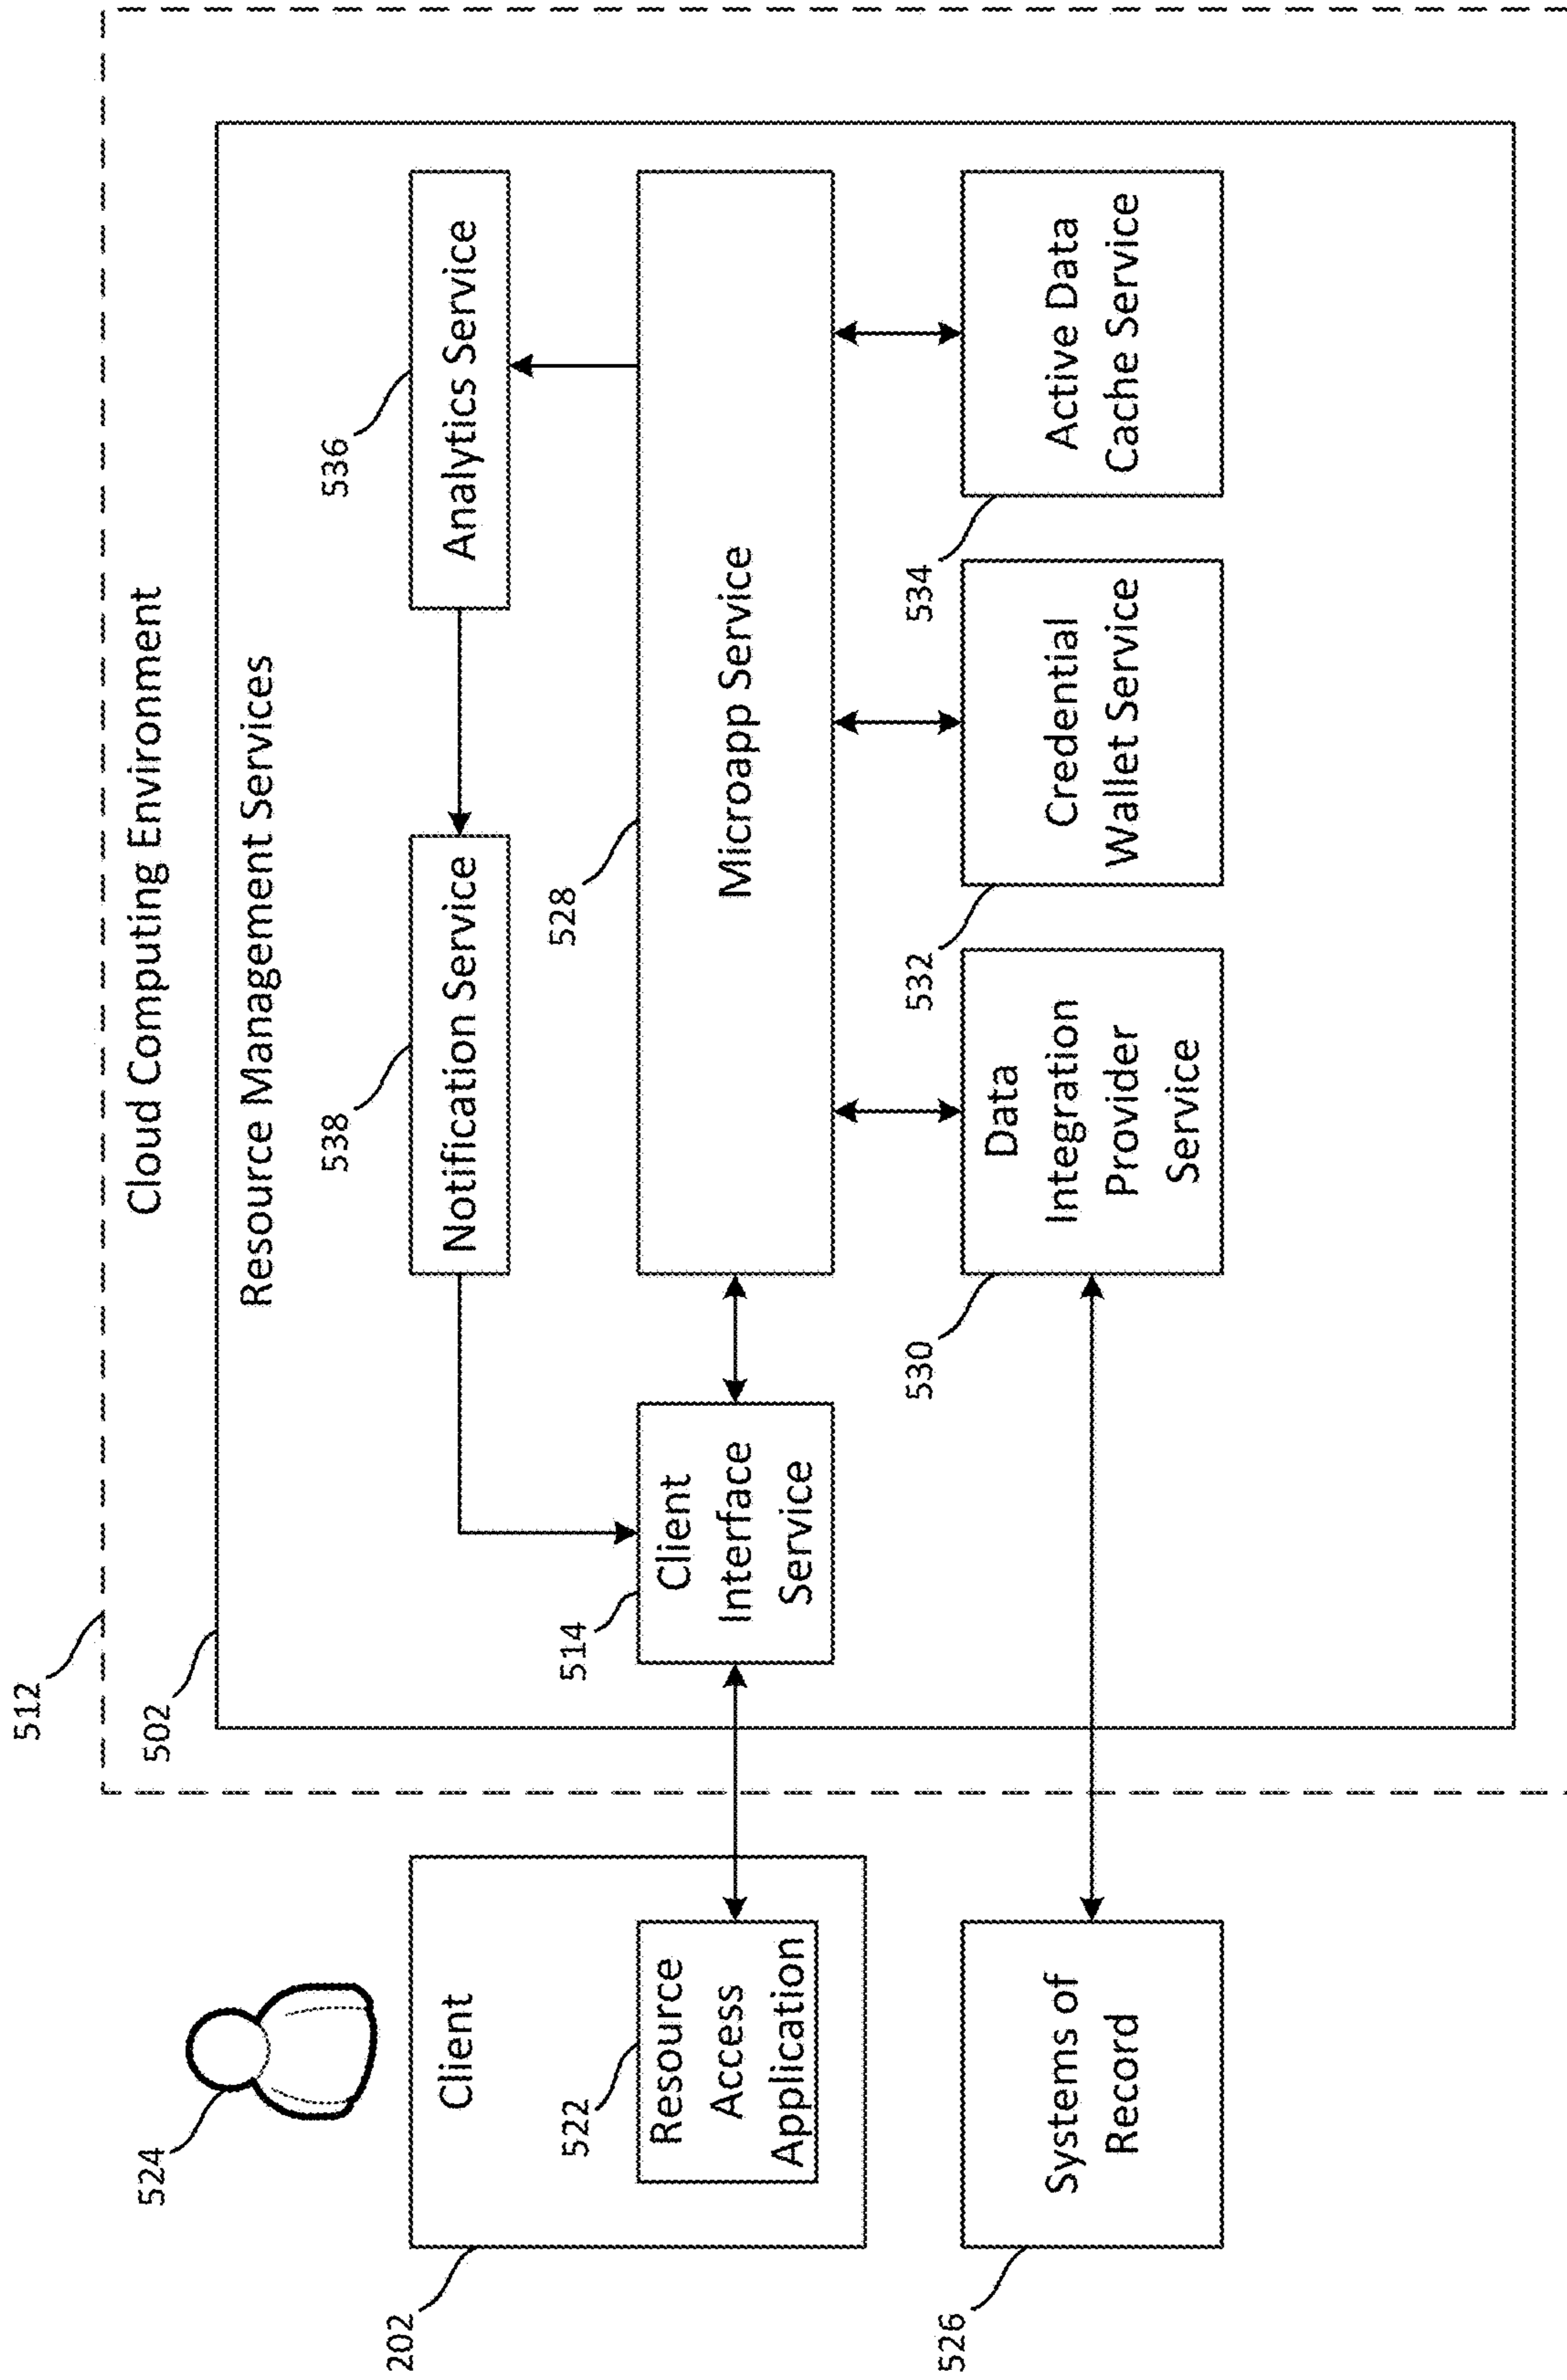 512
Cloud Computing Environment
502
Resource Management Services
524
Client
202
538
Notification Service
536
Analytics Service
522
Resource
Access
Application
514
Client
Interface
Service
528
Microapp Service
526
Systems of
Record
530
Data
Integration
Provider
Service
532
Credential
Wallet Service
534
Active Data
Cache Service